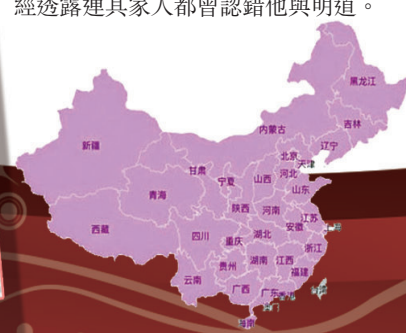 經透露連其家人都曾認錯他與明道。
黑龙江
吉林
内蒙古
辽宁
新疆
北京
天津
甘肃
河北
宁夏
山西
山东
青海
陕西
河南
江苏
西藏
安徽
四川
湖北
重庆
浙江
湖南
江西
贵州
福建
云南
广西
广东
海南